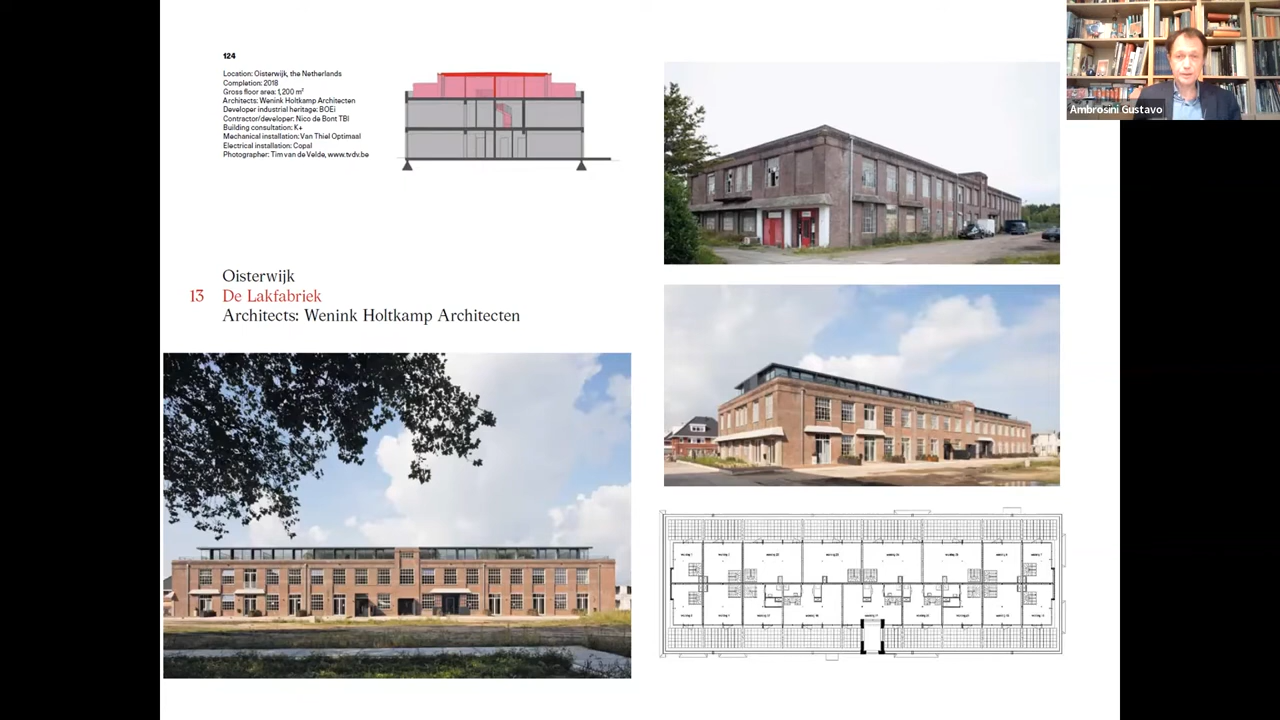 124
Location: Oisterwijk, the Netherlands
Completion: 2018
Gross floor area: 1,200 m²
Architects: Wenink Holtkamp Architecten
Developer industrial heritage: BOEi
Contractor/developer: Nico de Bont TBI
Building consultation: K+
Mechanical installation: Van Thiel Optimaal
Electrical installation: Copal
Photographer: Tim van de Velde, www.tvdv.be
Oisterwijk
13 De Lakfabriek
Architects: Wenink Holtkamp Architecten
Ambrosini Gustavo